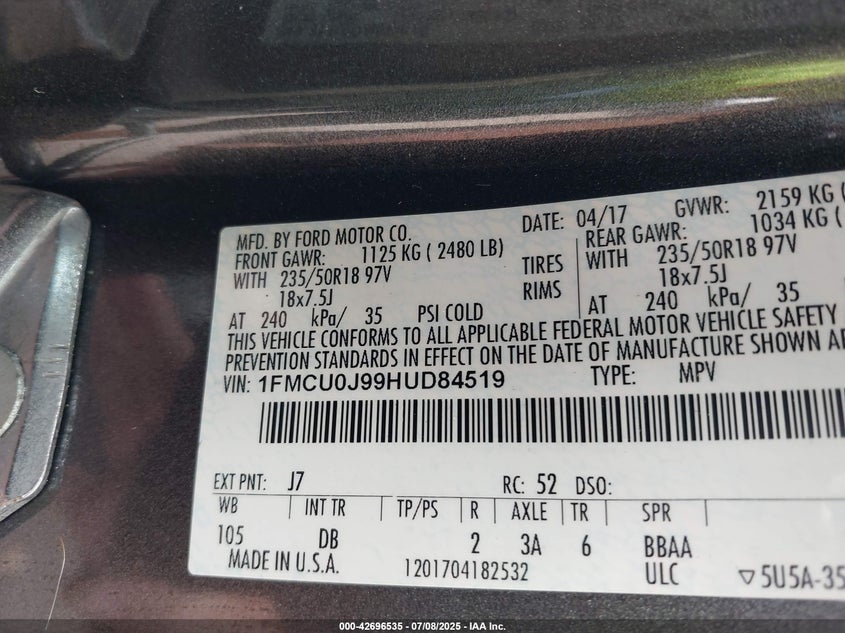 MFD. BY FORD MOTOR CO. DATE: 04/17 GVWR: 2159 KG (
FRONT GAWR: 1125 KG ( 2480 LB) REAR GAWR: 1034 KG (
WITH 235/50R18 97V TIRES WITH 235/50R18 97V
18x7.5J RIMS 18x7.5J
AT 240 kPa/ 35 PSI COLD AT 240 kPa/ 35
THIS VEHICLE CONFORMS TO ALL APPLICABLE FEDERAL MOTOR VEHICLE SAFETY
PREVENTION STANDARDS IN EFFECT ON THE DATE OF MANUFACTURE SHOWN
VIN: 1FMCU0J99HUD84519 TYPE: MPV
EXT PNT: J7 RC: 52 DSO:
WB INT TR TP/PS R AXLE TR SPR
105 DB 2 3A 6 BBAA
MADE IN U.S.A. 1201704182532 ULC ▽5U5A-35
000-42696535 - 07/08/2025 - IAA Inc.